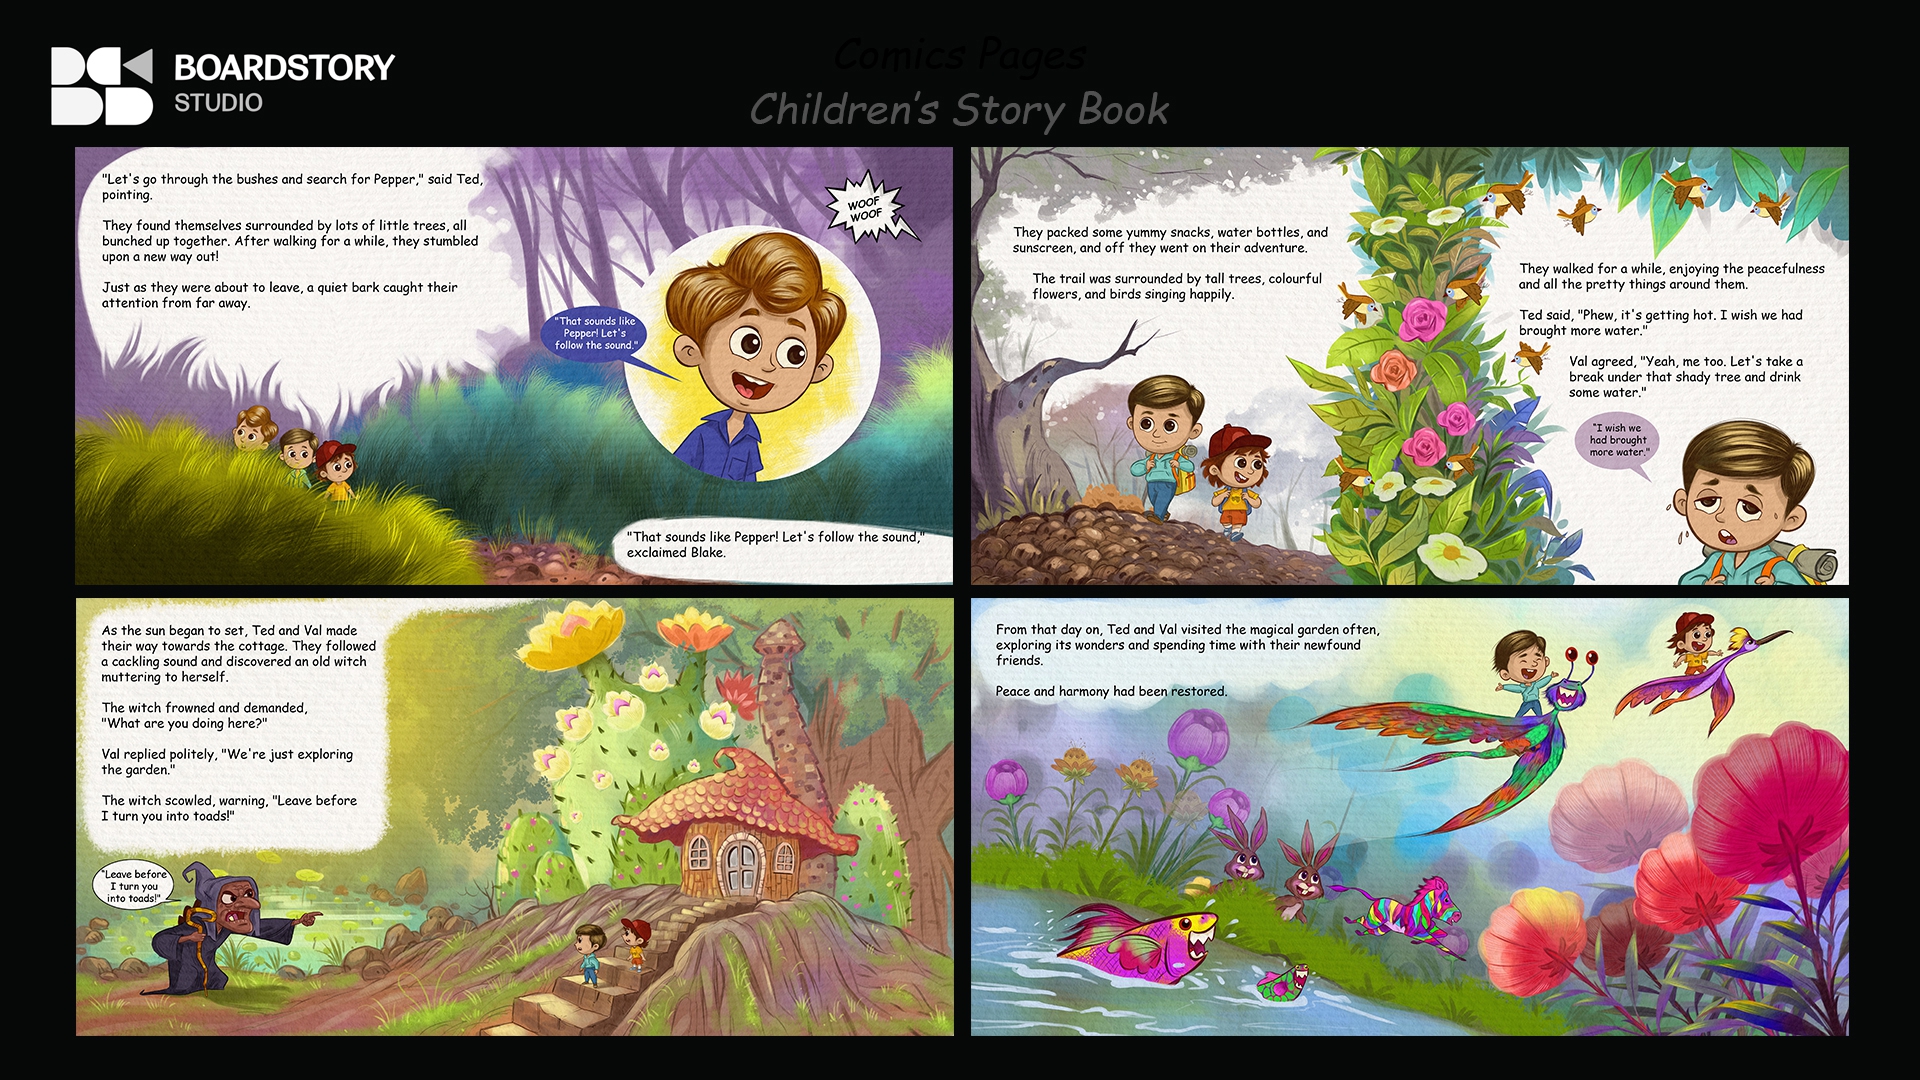 BOARDSTORY
STUDIO
Comics Pages
Children's Story Book
"Let's go through the bushes and search for Pepper," said Ted,
pointing.
They found themselves surrounded by lots of little trees, all
bunched up together. After walking for a while, they stumbled
upon a new way out!
Just as they were about to leave, a quiet bark caught their
attention from far away.
WOOF
WOOF
"That sounds like
Pepper! Let's
follow the sound."
"That sounds like Pepper! Let's follow the sound,"
exclaimed Blake.
They packed some yummy snacks, water bottles, and
sunscreen, and off they went on their adventure.
The trail was surrounded by tall trees, colourful
flowers, and birds singing happily.
They walked for a while, enjoying the peacefulness
and all the pretty things around them.
Ted said, "Phew, it's getting hot. I wish we had
brought more water."
Val agreed, "Yeah, me too. Let's take a
break under that shady tree and drink
some water."
"I wish we
had brought
more water."
As the sun began to set, Ted and Val made
their way towards the cottage. They followed
a cackling sound and discovered an old witch
muttering to herself.
The witch frowned and demanded,
"What are you doing here?"
Val replied politely, "We're just exploring
the garden."
The witch scowled, warning, "Leave before
I turn you into toads!"
"Leave before
I turn you
into toads!"
From that day on, Ted and Val visited the magical garden often,
exploring its wonders and spending time with their newfound
friends.
Peace and harmony had been restored.